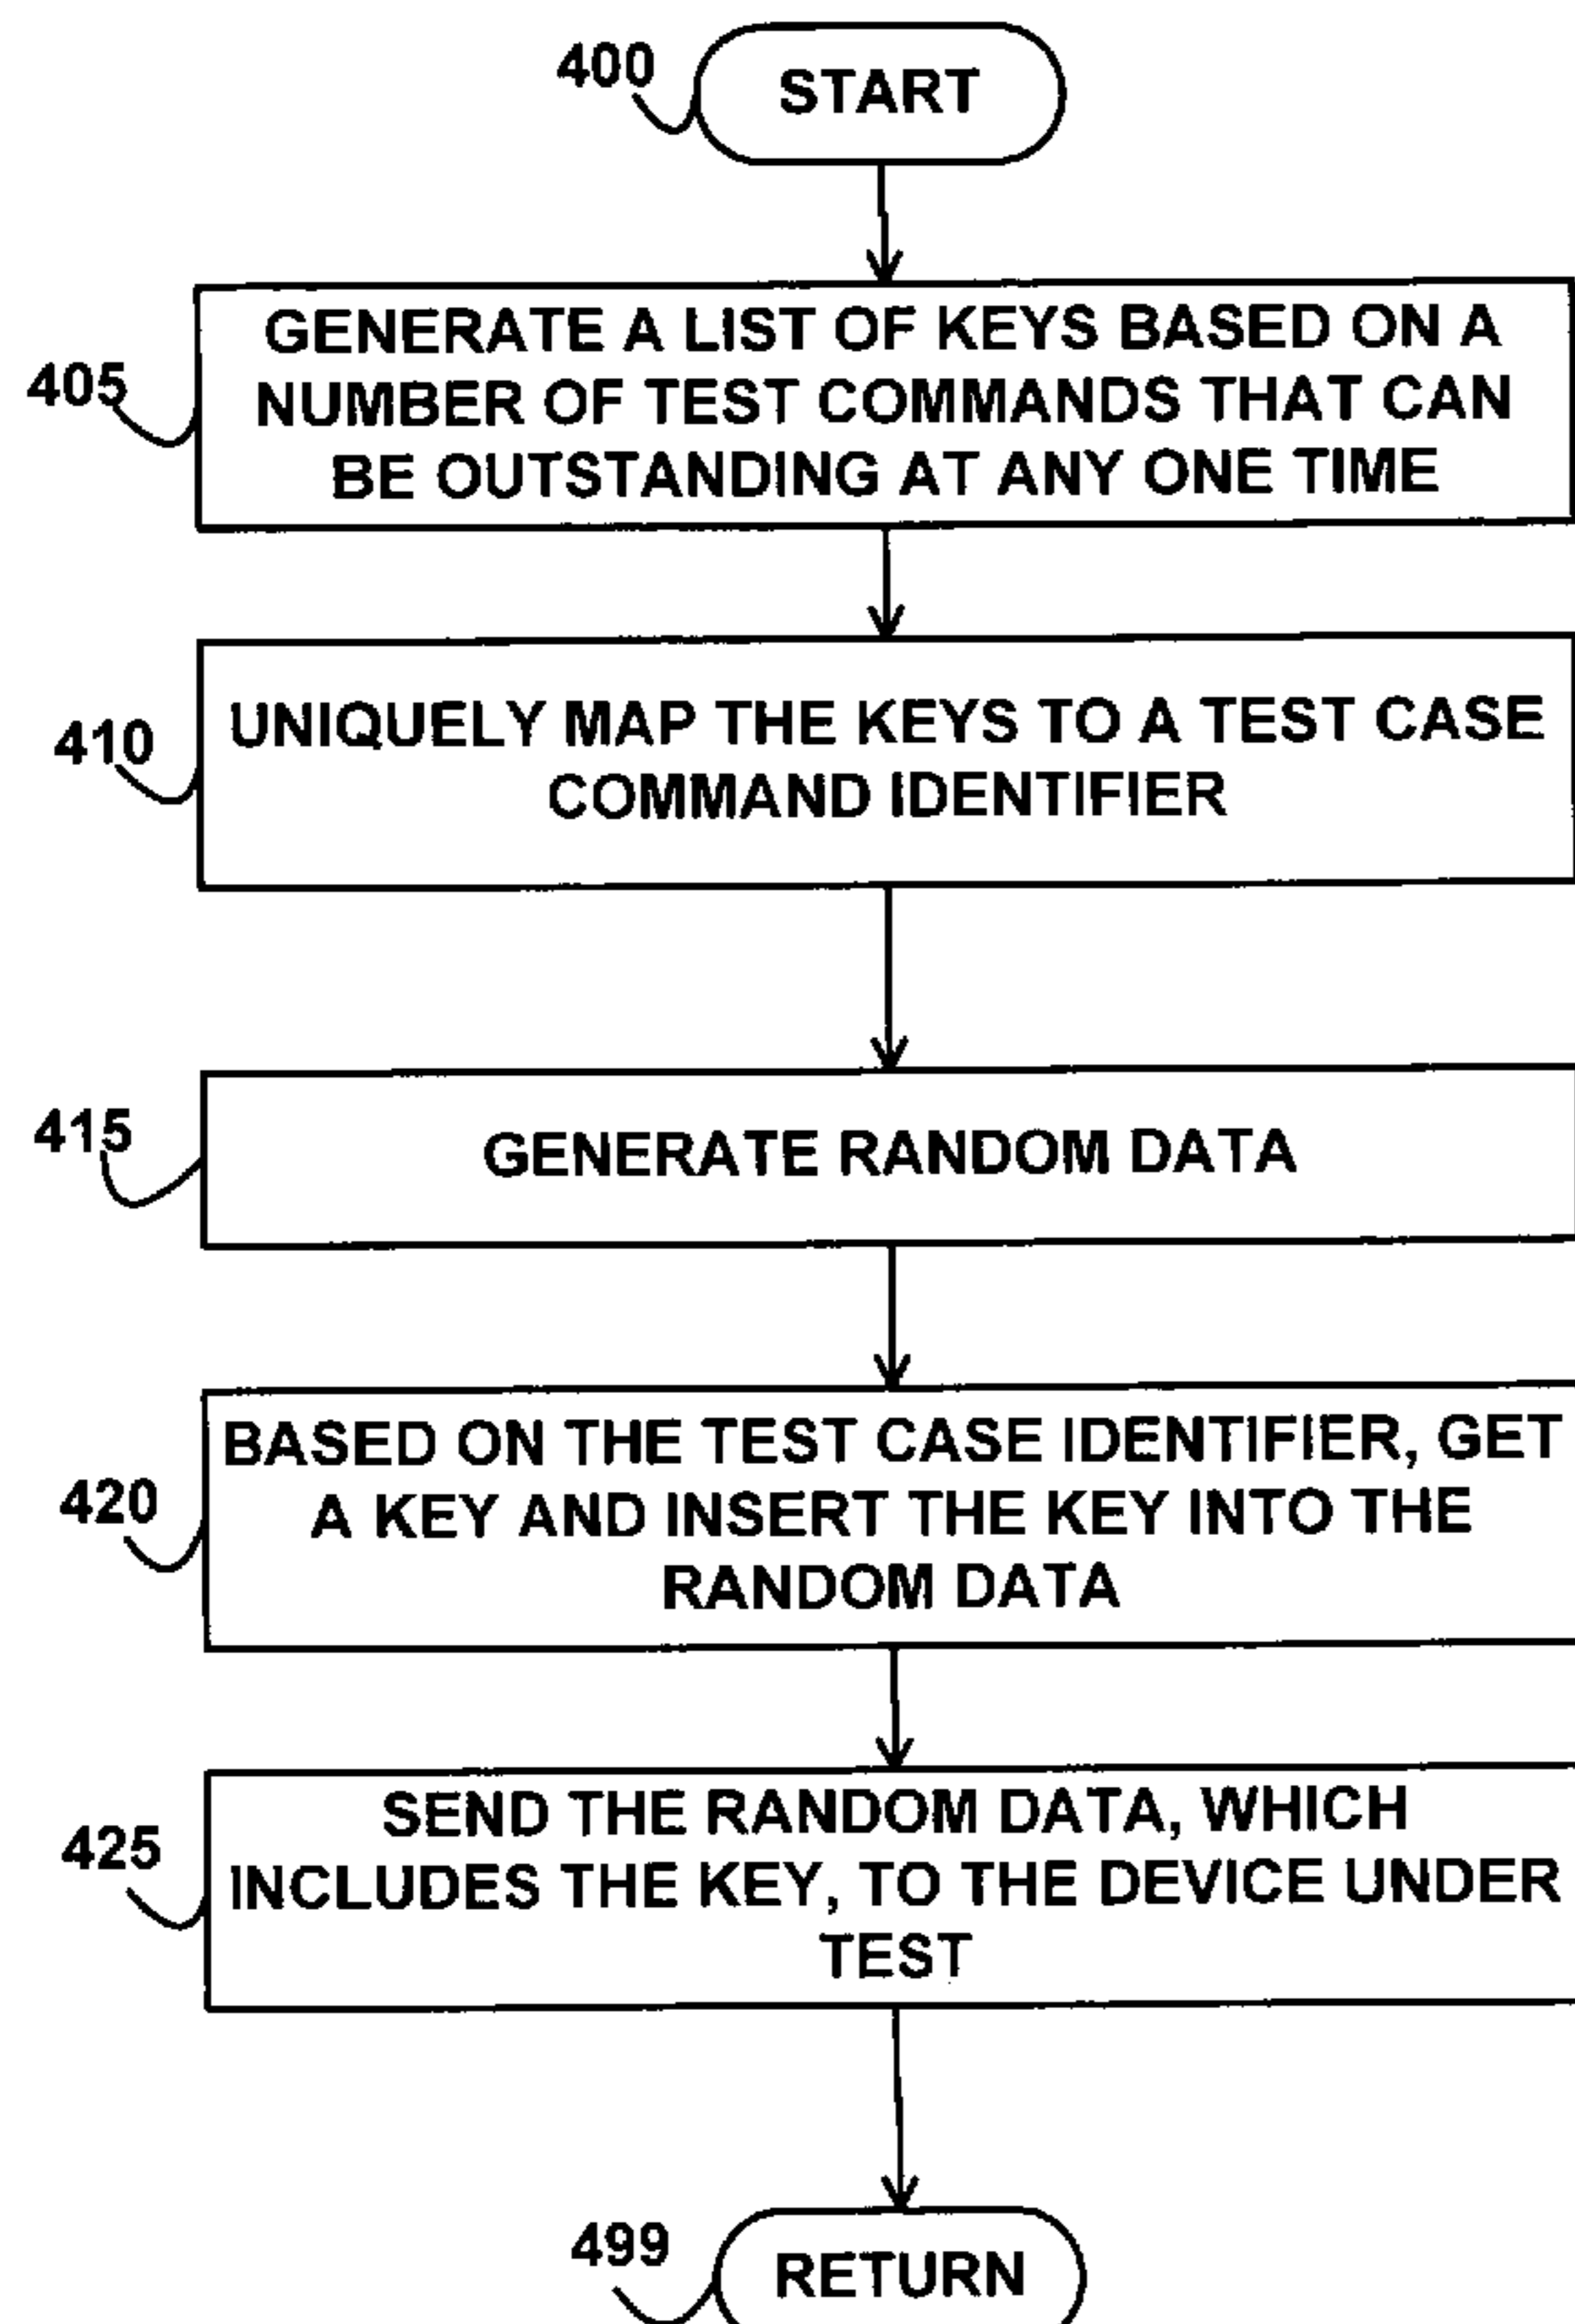 400
START
405
GENERATE A LIST OF KEYS BASED ON A
NUMBER OF TEST COMMANDS THAT CAN
BE OUTSTANDING AT ANY ONE TIME
410
UNIQUELY MAP THE KEYS TO A TEST CASE
COMMAND IDENTIFIER
415
GENERATE RANDOM DATA
420
BASED ON THE TEST CASE IDENTIFIER, GET
A KEY AND INSERT THE KEY INTO THE
RANDOM DATA
425
SEND THE RANDOM DATA, WHICH
INCLUDES THE KEY, TO THE DEVICE UNDER
TEST
499
RETURN